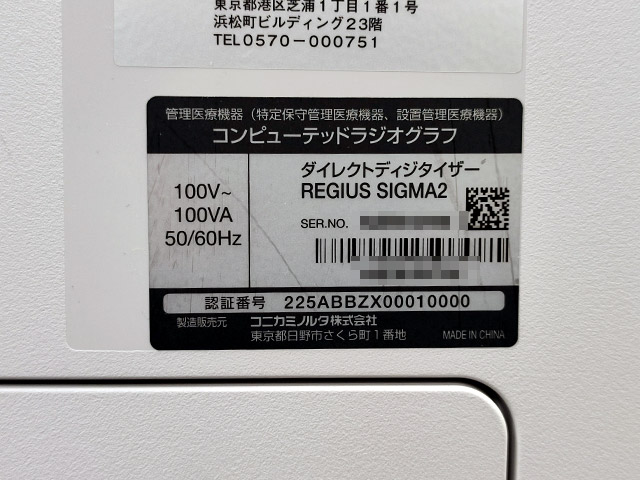 東京都港区芝浦1丁目1番1号
浜松町ビルディング23階
TEL0570-000751
管理医療機器（特定保守管理医療機器、設置管理医療機器）
コンピューテッドラジオグラフ
ダイレクトディジタイザー
REGIUS SIGMA2
100V~
100VA
50/60Hz
SER.NO.
認証番号 225ABBZX00010000
製造販売元 コニカミノルタ株式会社
東京都日野市さくら町1番地
MADE IN CHINA